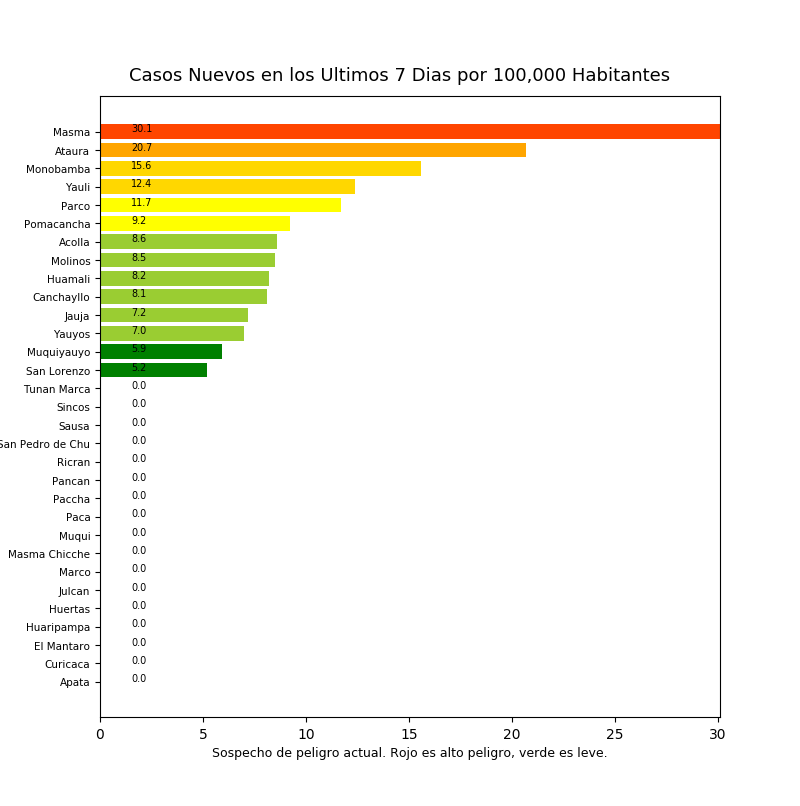 Casos Nuevos en los Ultimos 7 Dias por 100,000 Habitantes
Masma 30.1
Ataura 20.7
Monobamba 15.6
Yauli 12.4
Parco 11.7
Pomacancha 9.2
Acolla 8.6
Molinos 8.5
Huamali 8.2
Canchayllo 8.1
Jauja 7.2
Yauyos 7.0
Muquiyauyo 5.9
San Lorenzo 5.2
Tunan Marca 0.0
Sincos 0.0
Sausa 0.0
San Pedro de Chu 0.0
Ricran 0.0
Pancan 0.0
Paccha 0.0
Paca 0.0
Muqui 0.0
Masma Chicche 0.0
Marco 0.0
Julcan 0.0
Huertas 0.0
Huaripampa 0.0
El Mantaro 0.0
Curicaca 0.0
Apata 0.0
0 5 10 15 20 25 30
Sospecho de peligro actual. Rojo es alto peligro, verde es leve.